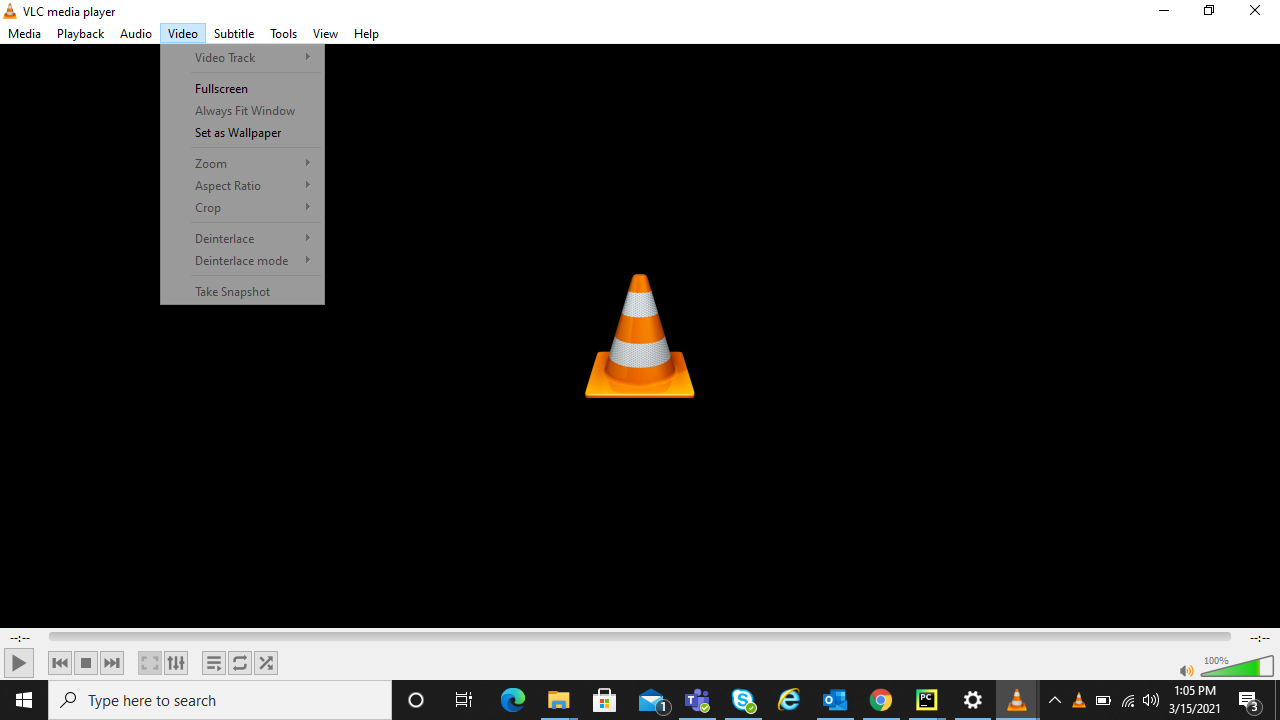 VLC media player
Media Playback Audio Video Subtitle Tools View Help
Video Track
Fullscreen
Always Fit Window
Set as Wallpaper
Zoom
Aspect Ratio
Crop
Deinterlace
Deinterlace mode
Take Snapshot
--:-- --:--
100%
Type here to search
1
PC
1:05 PM
3/15/2021
3